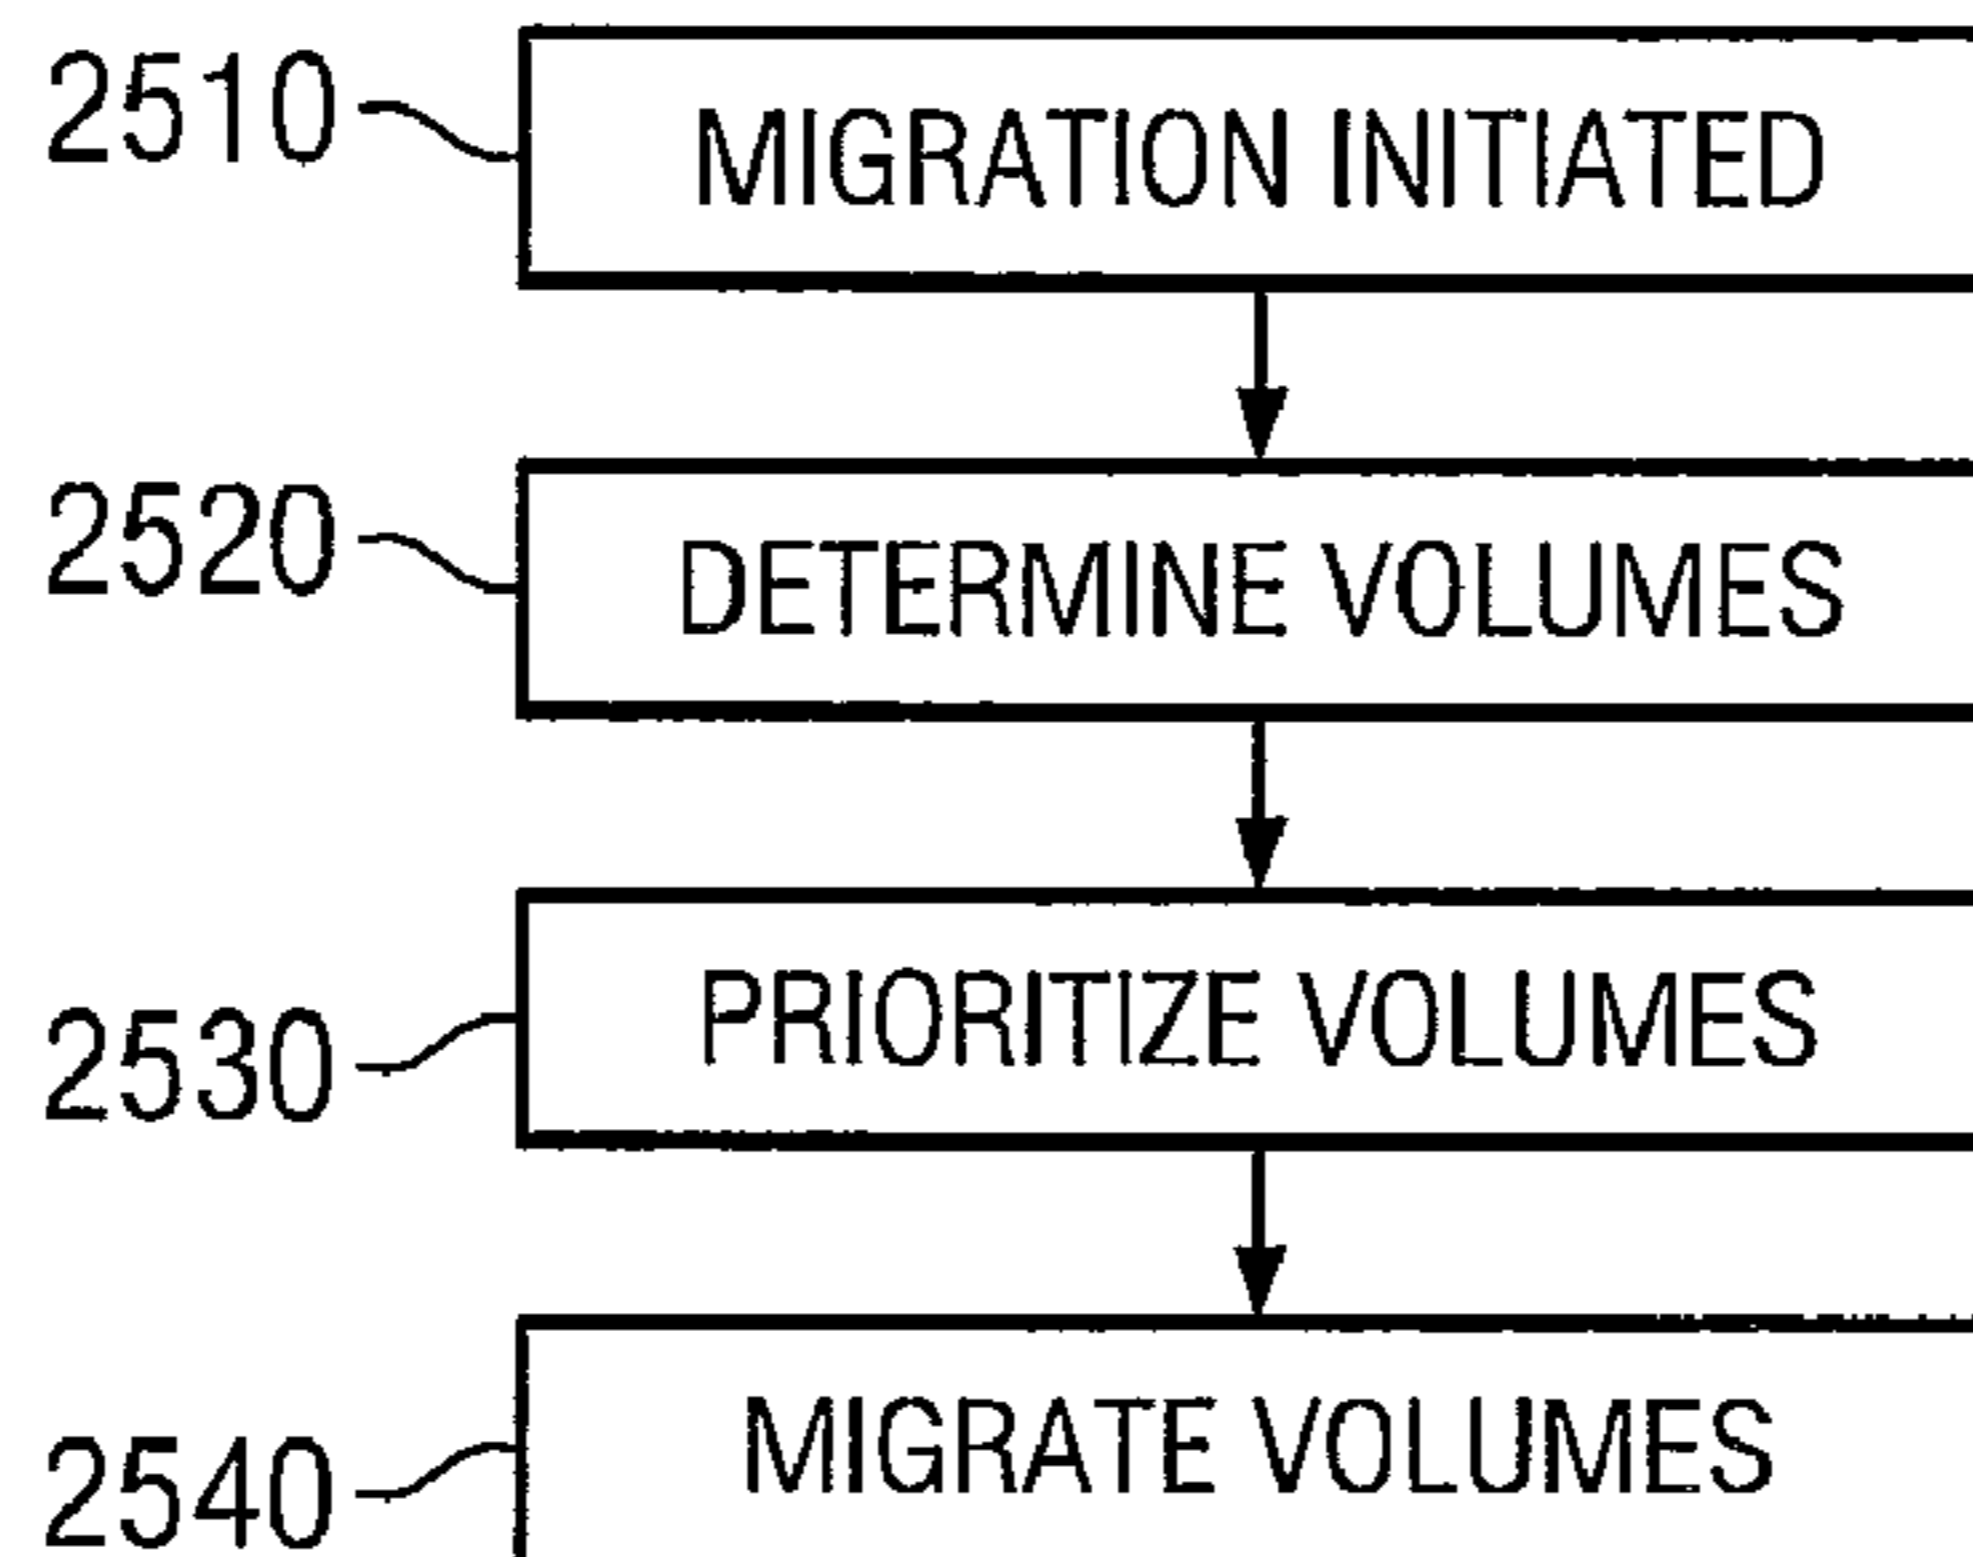 2510 MIGRATION INITIATED
2520 DETERMINE VOLUMES
2530 PRIORITIZE VOLUMES
2540 MIGRATE VOLUMES